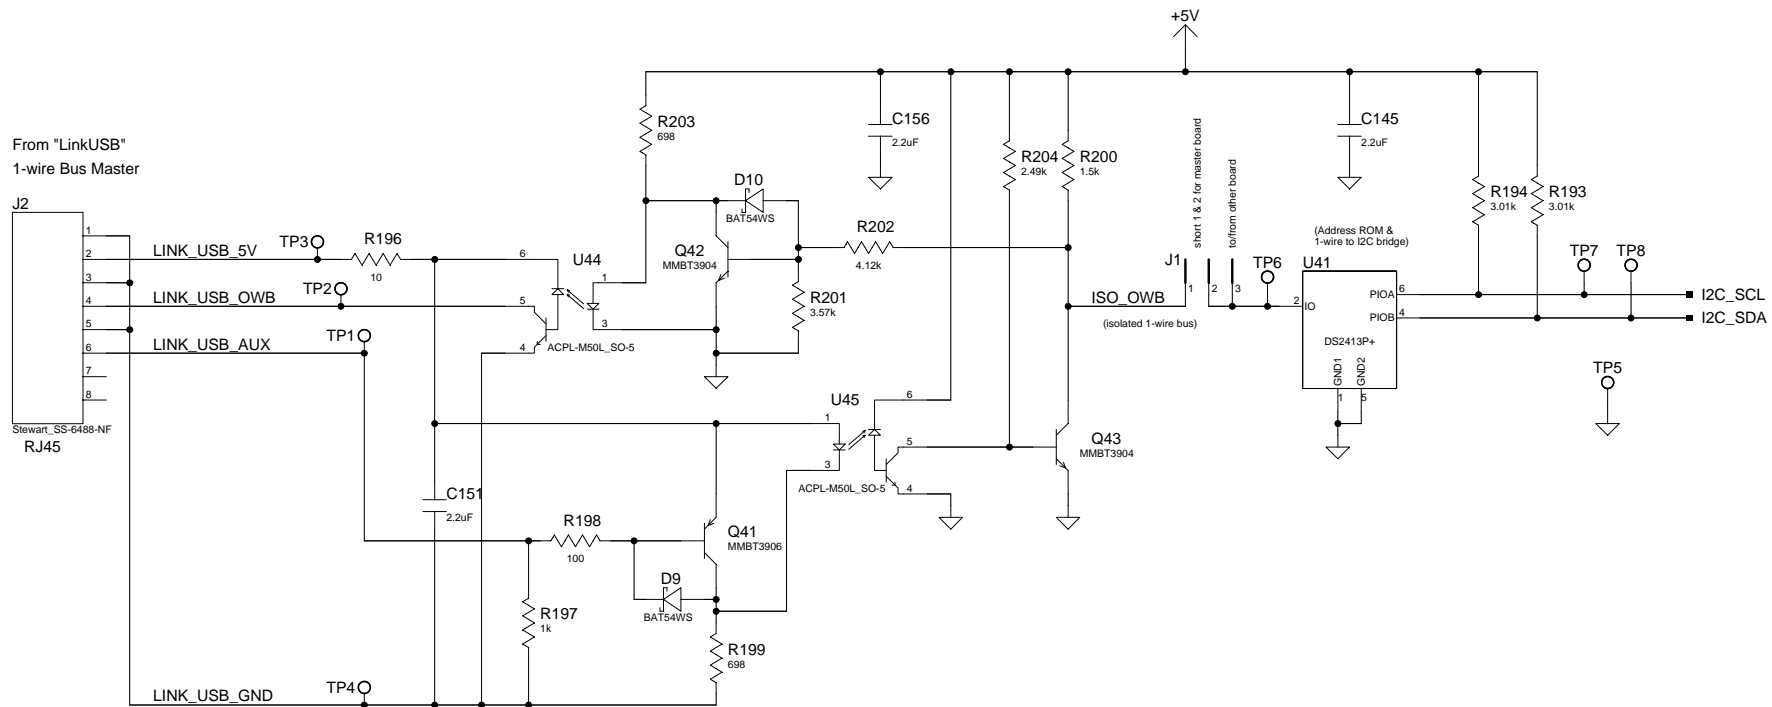 +5V
From "LinkUSB"
1-wire Bus Master
J2
1
2
3
4
5
6
7
8
Stewart_SS-6488-NF
RJ45
LINK_USB_5V
LINK_USB_OWB
LINK_USB_AUX
LINK_USB_GND
TP3
TP2
TP1
TP4
R196
10
6
5
4
U44
1
3
ACPL-M50L_SO-5
R203
698
D10
BAT54WS
Q42
MMBT3904
R201
3.57k
R202
4.12k
C156
2.2uF
R204
2.49k
R200
1.5k
short 1 & 2 for master board
to/from other board
J1
1
2
3
ISO_OWB
(isolated 1-wire bus)
TP6
C145
2.2uF
(Address ROM &
1-wire to I2C bridge)
U41
2
IO
PIOA
6
PIOB
4
DS2413P+
GND1
GND2
1
5
R194
3.01k
R193
3.01k
TP7
TP8
I2C_SCL
I2C_SDA
TP5
U45
1
3
6
5
4
ACPL-M50L_SO-5
Q43
MMBT3904
C151
2.2uF
R198
100
Q41
MMBT3906
D9
BAT54WS
R197
1k
R199
698